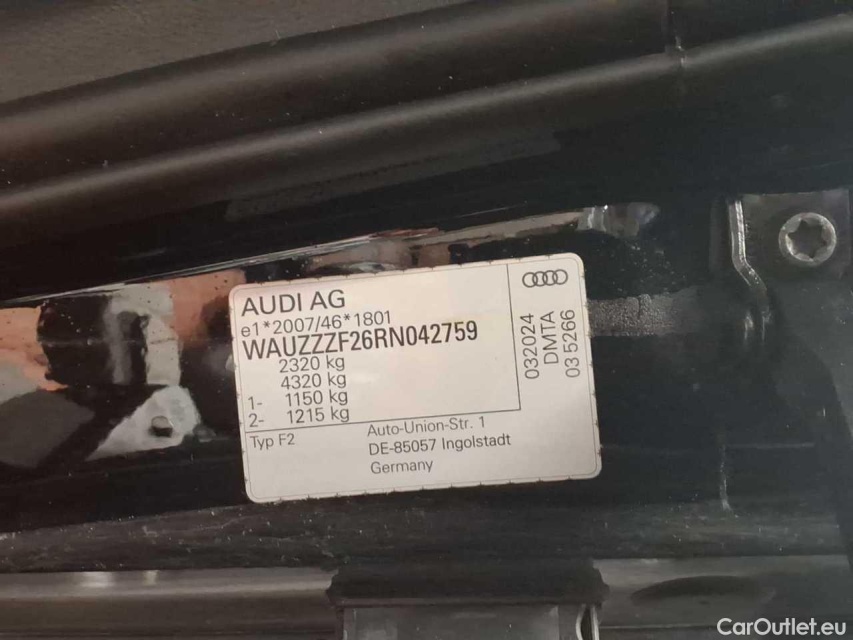 AUDI AG
e1*2007/46*1801
WAUZZZF26RN042759
2320 kg
4320 kg
1- 1150 kg
2- 1215 kg
Typ F2
Auto-Union-Str. 1
DE-85057 Ingolstadt
Germany
032024
DMTA
03 5266
CarOutlet.eu